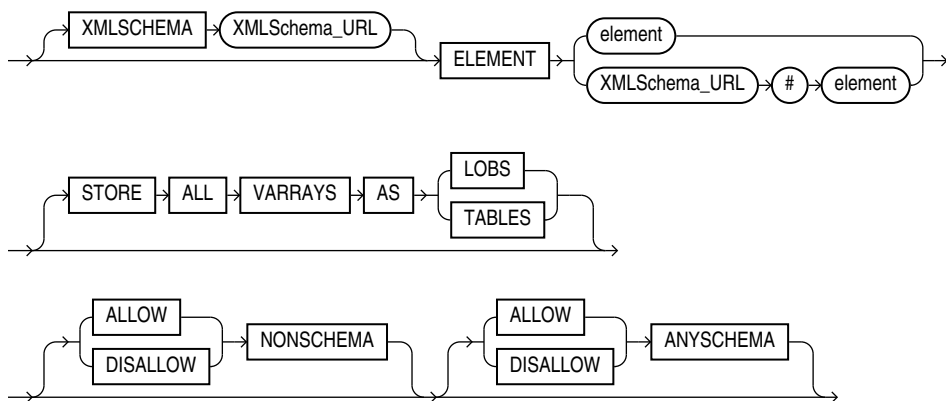 XMLSCHEMA XMLSchema_URL
ELEMENT
element
XMLSchema_URL # element
STORE ALL VARRAYS AS
LOBS
TABLES
ALLOW
DISALLOW
NONSCHEMA
ALLOW
DISALLOW
ANYSCHEMA